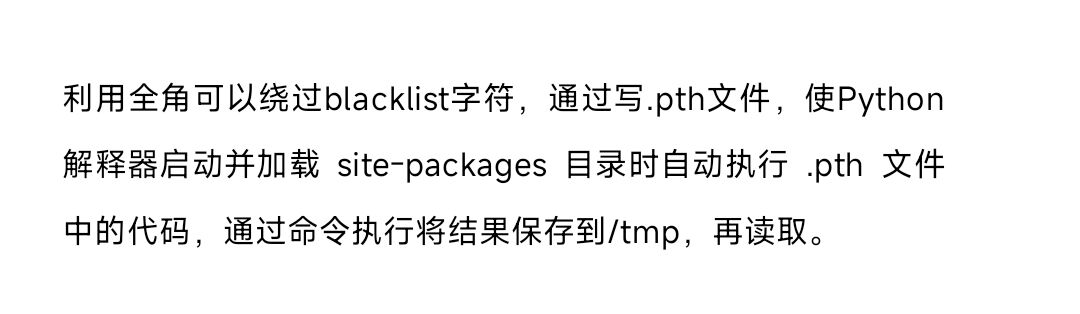 利用全角可以绕过blacklist字符，通过写.pth文件，使Python
解释器启动并加载 site-packages 目录时自动执行 .pth 文件
中的代码，通过命令执行将结果保存到/tmp，再读取。